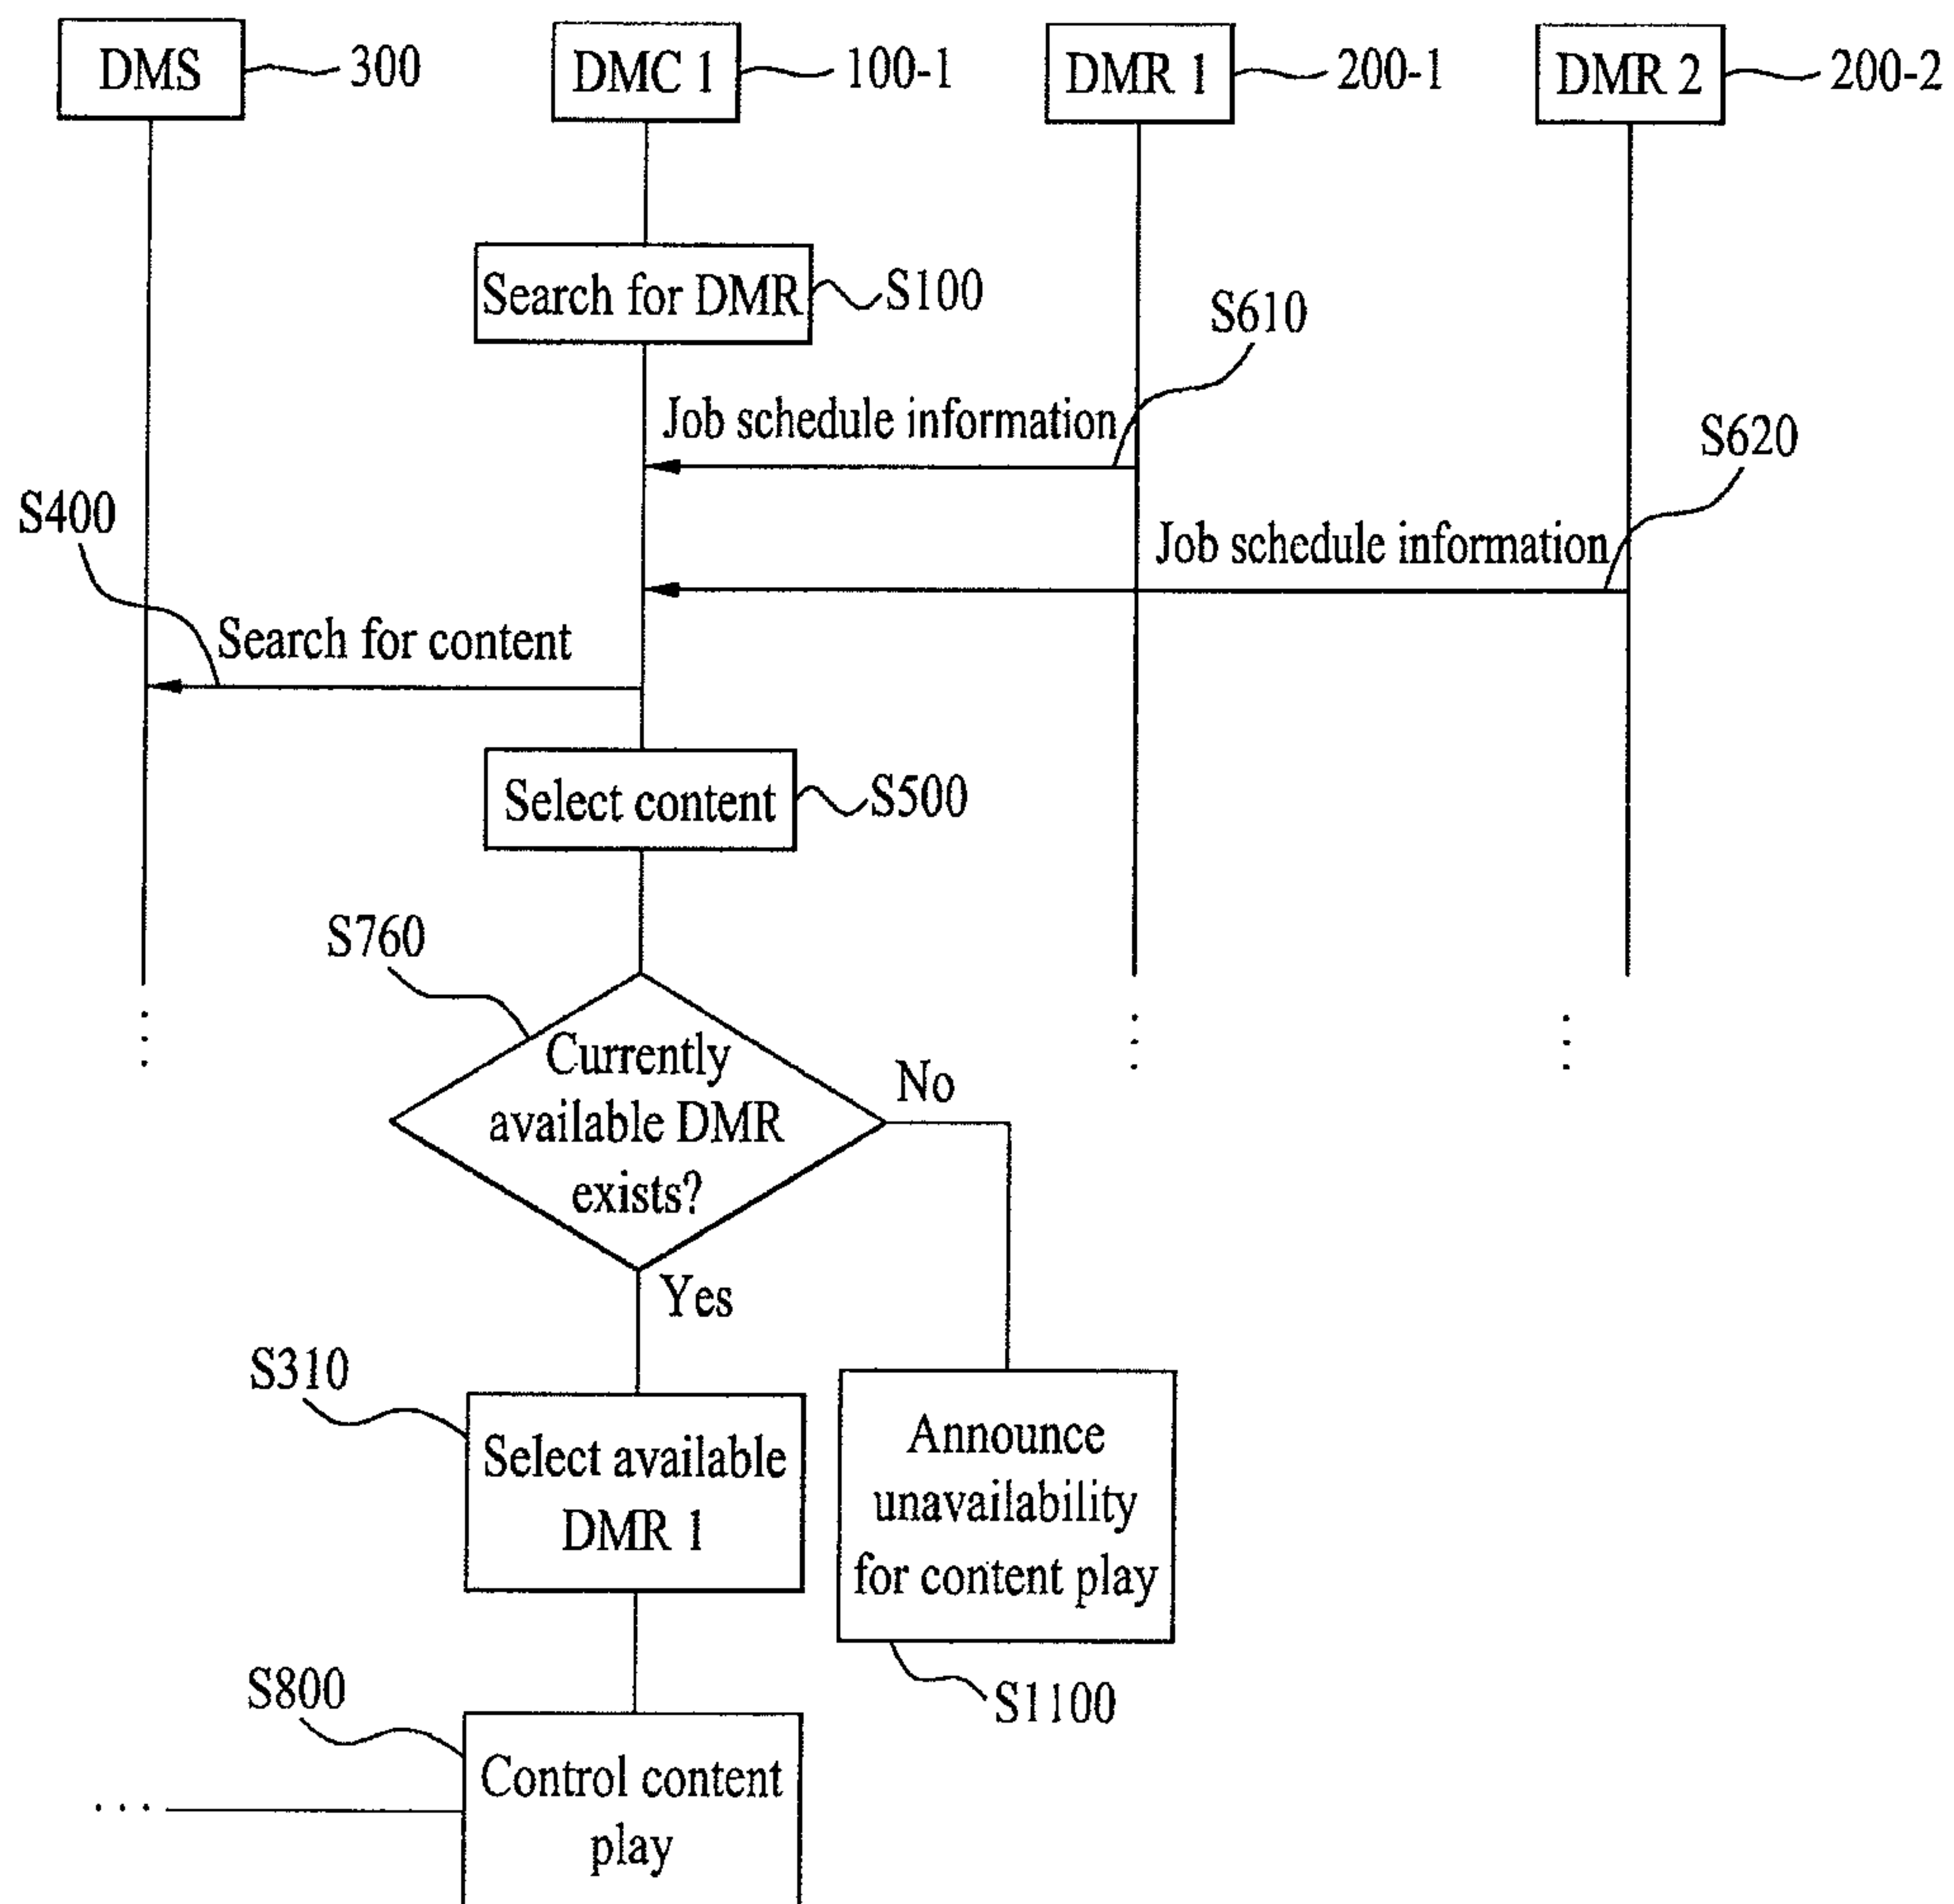 DMS
300
DMC 1
100-1
DMR 1
200-1
DMR 2
200-2
Search for DMR
S100
S610
Job schedule information
S620
Job schedule information
S400
Search for content
Select content
S500
S760
Currently
available DMR
exists?
No
Yes
S310
Select available
DMR 1
Announce
unavailability
for content play
S1100
S800
Control content
play